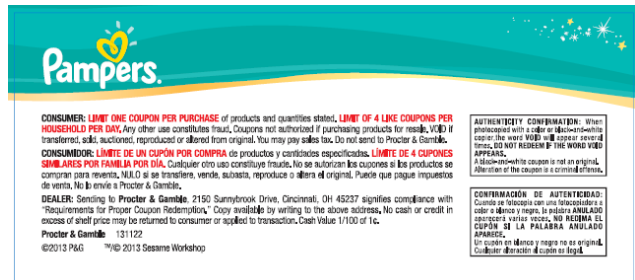 Pampers.
CONSUMER: LIMIT ONE COUPON PER PURCHASE of products and quantities stated. LIMIT OF 4 LIKE COUPONS PER
HOUSEHOLD PER DAY. Any other use constitutes fraud. Coupons not authorized if purchasing products for resale. VOID if
transferred, sold, auctioned, reproduced or altered from original. You may pay sales tax. Do not send to Procter & Gamble.
CONSUMIDOR: LÍMITE DE UN CUPÓN POR COMPRA de productos y cantidades especificadas. LÍMITE DE 4 CUPONES
SIMILARES POR FAMILIA POR DÍA. Cualquier otro uso constituye fraude. No se autorizan los cupones si los productos se
compran para reventa. NULO si se transfiere, vende, subasta, reproduce o altera el original. Puede que pague impuestos
de venta. No lo envíe a Procter & Gamble.
DEALER: Sending to Procter & Gamble, 2150 Sunnybrook Drive, Cincinnati, OH 45237 signifies compliance with
"Requirements for Proper Coupon Redemption." Copy available by writing to the above address. No cash or credit in
excess of shelf price may be returned to consumer or applied to transaction. Cash Value 1/100 of 1¢.
Procter & Gamble 131122
©2013 P&G ™/© 2013 Sesame Workshop
AUTHENTICITY CONFIRMATION: When
photocopied with a color or black-and-white
copier, the word VOID will appear several
times. DO NOT REDEEM IF THE WORD VOID
APPEARS.
A black-and-white coupon is not an original.
Alteration of the coupon is a criminal offense.
CONFIRMACIÓN DE AUTENTICIDAD:
Cuando se fotocopia con una fotocopiadora a
color o blanco y negro, la palabra ANULADO
aparecerá varias veces. NO REDIMA EL
CUPÓN SI LA PALABRA ANULADO
APARECE.
Un cupón en blanco y negro no es original.
Cualquier alteración al cupón es ilegal.